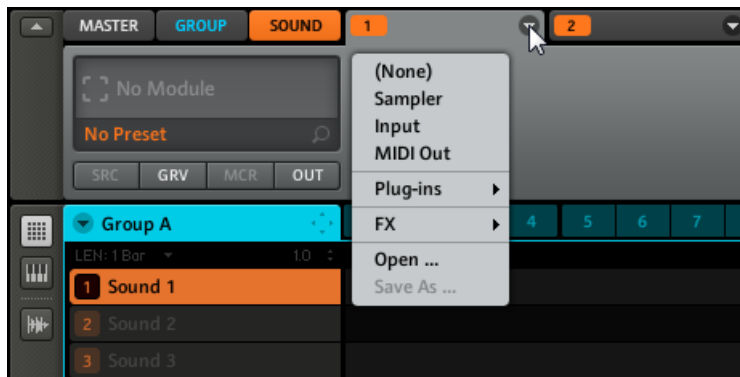 MASTER GROUP SOUND 1 2
No Module
No Preset
SRC GRV MCR OUT
(None)
Sampler
Input
MIDI Out
Plug-ins
FX
Open ...
Save As ...
Group A
4 5 6 7
LEN: 1 Bar 1.0
1 Sound 1
2 Sound 2
3 Sound 3